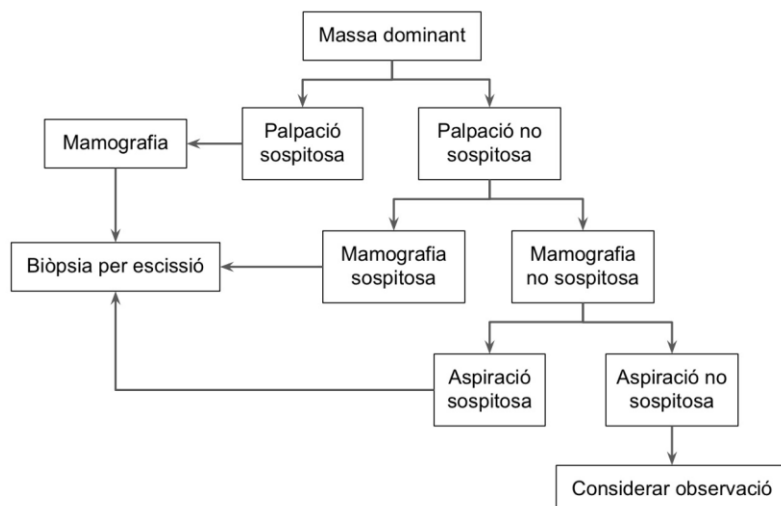 Massa dominant
Mamografia
Palpació
sospitosa
Palpació no
sospitosa
Biòpsia per escissió
Mamografia
sospitosa
Mamografia
no sospitosa
Aspiració
sospitosa
Aspiració no
sospitosa
Considerar observació